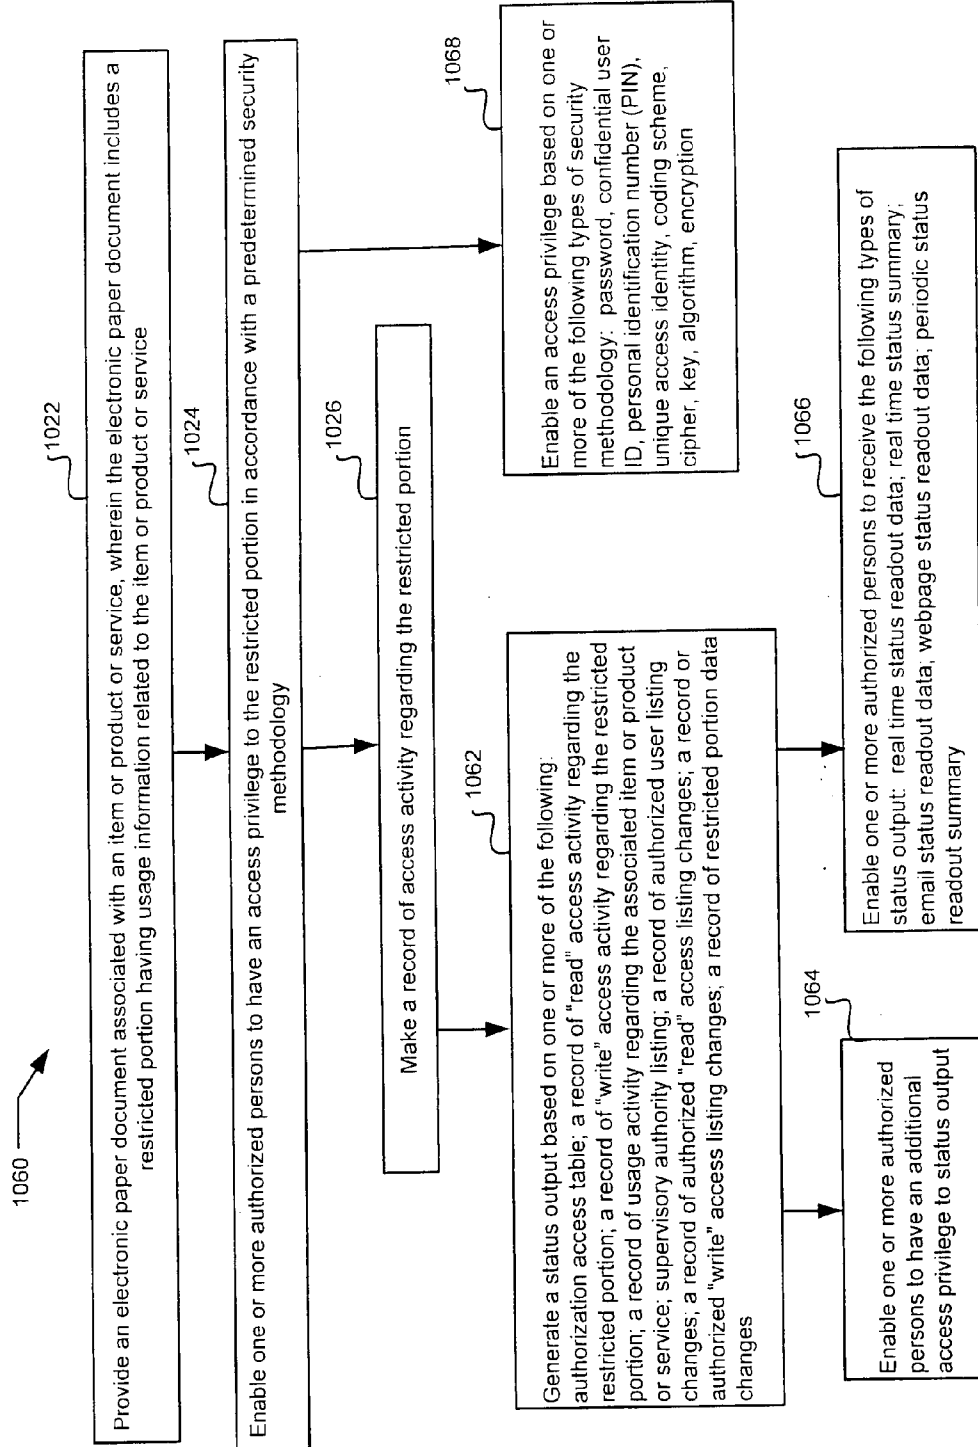 1060
1022
Provide an electronic paper document associated with an item or product or service, wherein the electronic paper document includes a
restricted portion having usage information related to the item or product or service
1024
Enable one or more authorized persons to have an access privilege to the restricted portion in accordance with a predetermined security
methodology
1026
Make a record of access activity regarding the restricted portion
1068
Enable an access privilege based on one or
more of the following types of security
methodology: password, confidential user
ID, personal identification number (PIN),
unique access identity, coding scheme,
cipher, key, algorithm, encryption
1062
Generate a status output based on one or more of the following:
authorization access table; a record of "read" access activity regarding the
restricted portion; a record of "write" access activity regarding the restricted
portion; a record of usage activity regarding the associated item or product
or service; supervisory authority listing; a record of authorized user listing
changes; a record of authorized "read" access listing changes; a record or
authorized "write" access listing changes; a record of restricted portion data
changes
1064
Enable one or more authorized
persons to have an additional
access privilege to status output
1066
Enable one or more authorized persons to receive the following types of
status output: real time status readout data; real time status summary;
email status readout data; webpage status readout data; periodic status
readout summary